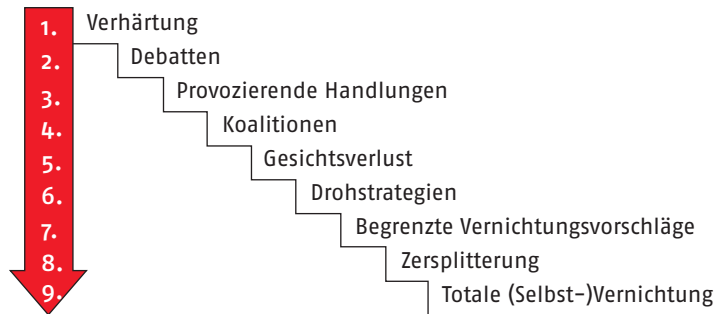 1. Verhärtung
2. Debatten
3. Provozierende Handlungen
4. Koalitionen
5. Gesichtsverlust
6. Drohstrategien
7. Begrenzte Vernichtungsvorschläge
8. Zersplitterung
9. Totale (Selbst-)Vernichtung